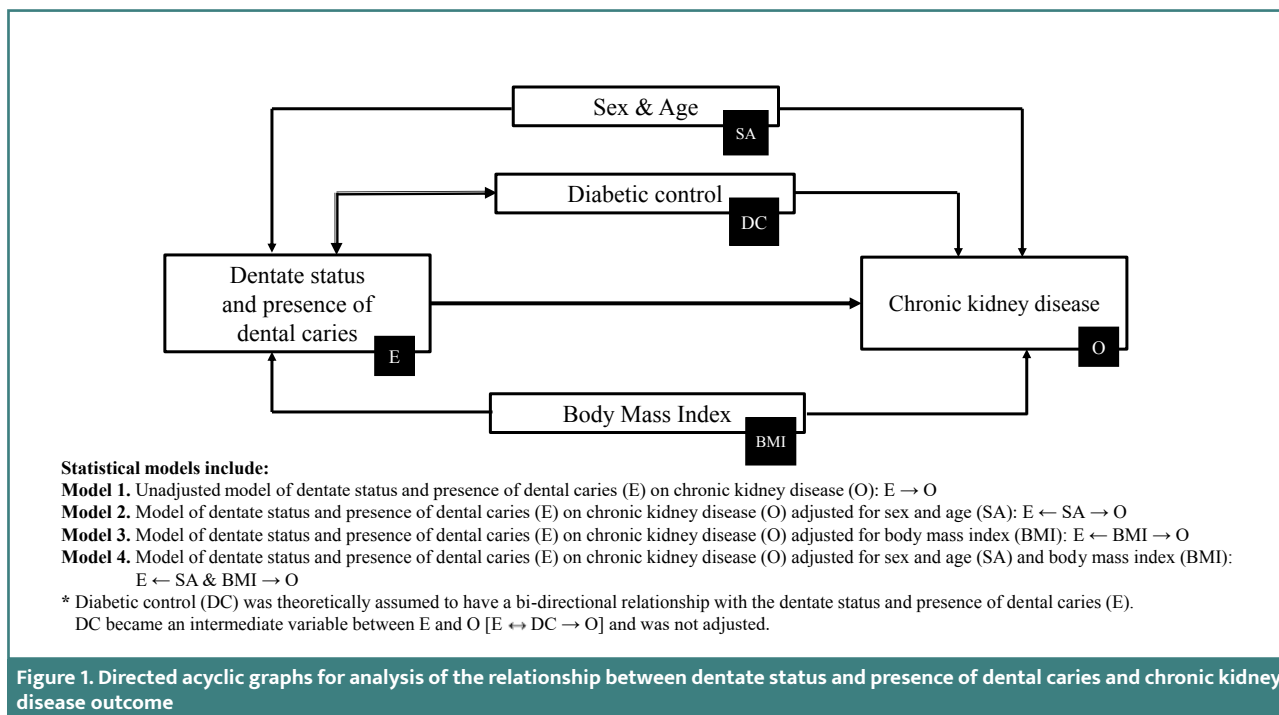 Sex & Age
SA
Diabetic control
DC
Dentate status
and presence of
dental caries
E
Chronic kidney disease
O
Body Mass Index
BMI
Statistical models include:
Model 1. Unadjusted model of dentate status and presence of dental caries (E) on chronic kidney disease (O): E → O
Model 2. Model of dentate status and presence of dental caries (E) on chronic kidney disease (O) adjusted for sex and age (SA): E ← SA → O
Model 3. Model of dentate status and presence of dental caries (E) on chronic kidney disease (O) adjusted for body mass index (BMI): E ← BMI → O
Model 4. Model of dentate status and presence of dental caries (E) on chronic kidney disease (O) adjusted for sex and age (SA) and body mass index (BMI):
E ← SA & BMI → O
* Diabetic control (DC) was theoretically assumed to have a bi-directional relationship with the dentate status and presence of dental caries (E).
DC became an intermediate variable between E and O [E ↔ DC → O] and was not adjusted.
Figure 1. Directed acyclic graphs for analysis of the relationship between dentate status and presence of dental caries and chronic kidney
disease outcome